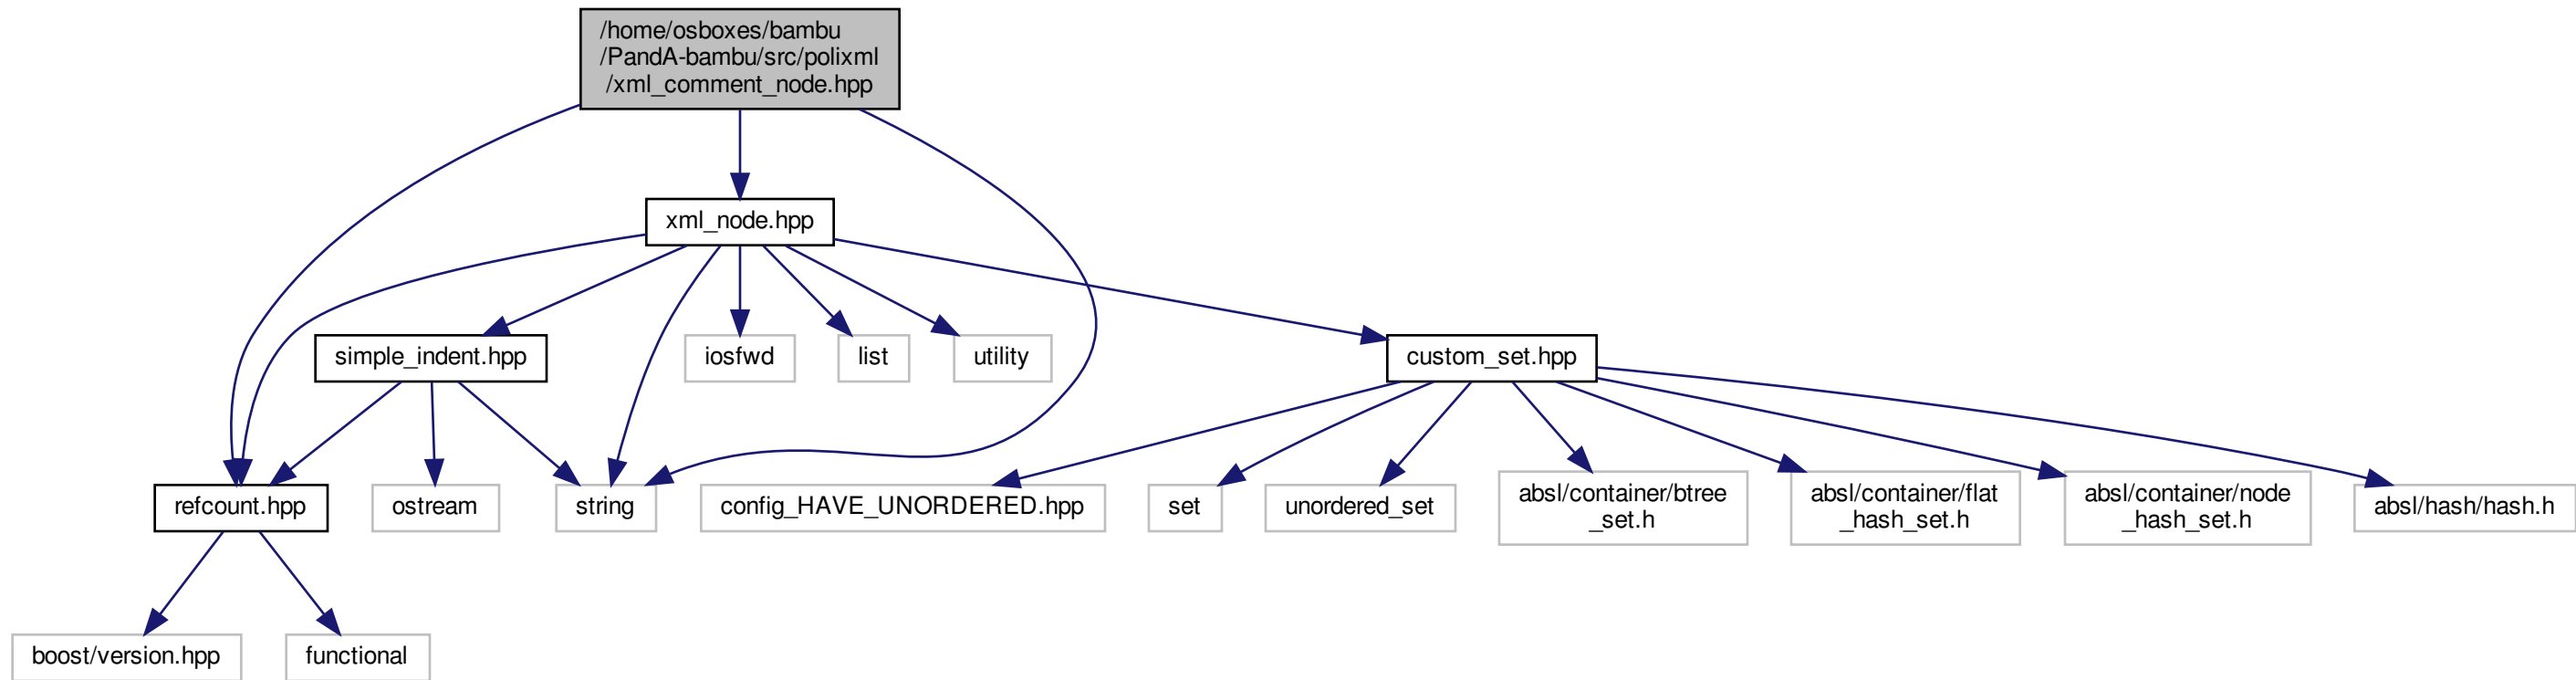 /home/osboxes/bambu
/PandA-bambu/src/polixml
/xml_comment_node.hpp
xml_node.hpp
simple_indent.hpp
iosfwd
list
utility
custom_set.hpp
refcount.hpp
ostream
string
config_HAVE_UNORDERED.hpp
set
unordered_set
absl/container/btree
_set.h
absl/container/flat
_hash_set.h
absl/container/node
_hash_set.h
absl/hash/hash.h
boost/version.hpp
functional